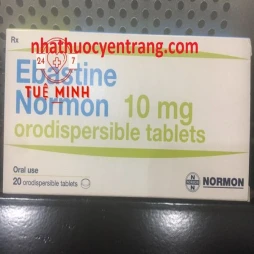 Rx
nhathuocyentrang.com
24 7
Ebastine
TUỆ MINH
Normon 10 mg
orodispersible tablets
Oral use
20 orodispersible tablets
NORMON